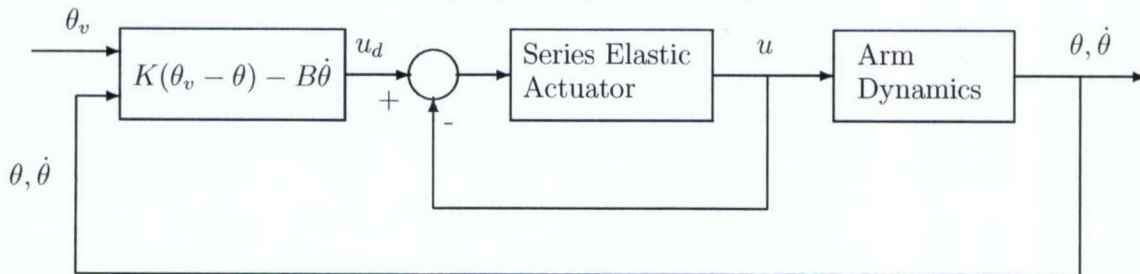 θ_v
K(θ_v − θ) − Bθ̇
u_d
+
-
Series Elastic
Actuator
u
Arm
Dynamics
θ, θ̇
θ, θ̇